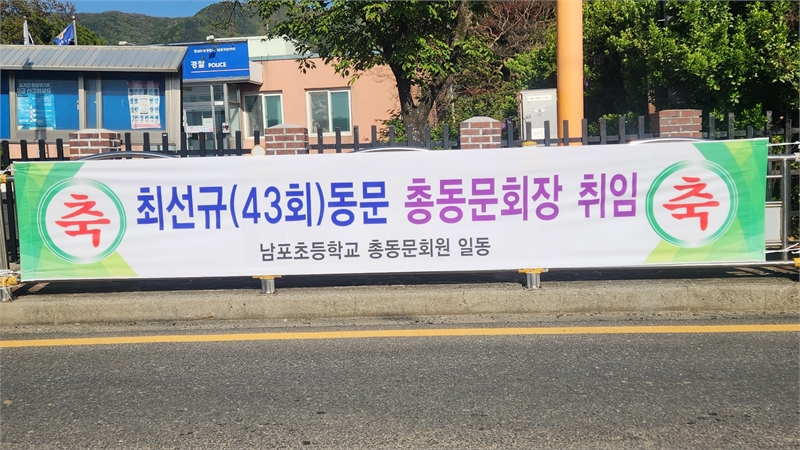 경찰 POLICE
축
최선규(43회)동문 총동문회장 취임
남포초등학교 총동문회원 일동
축